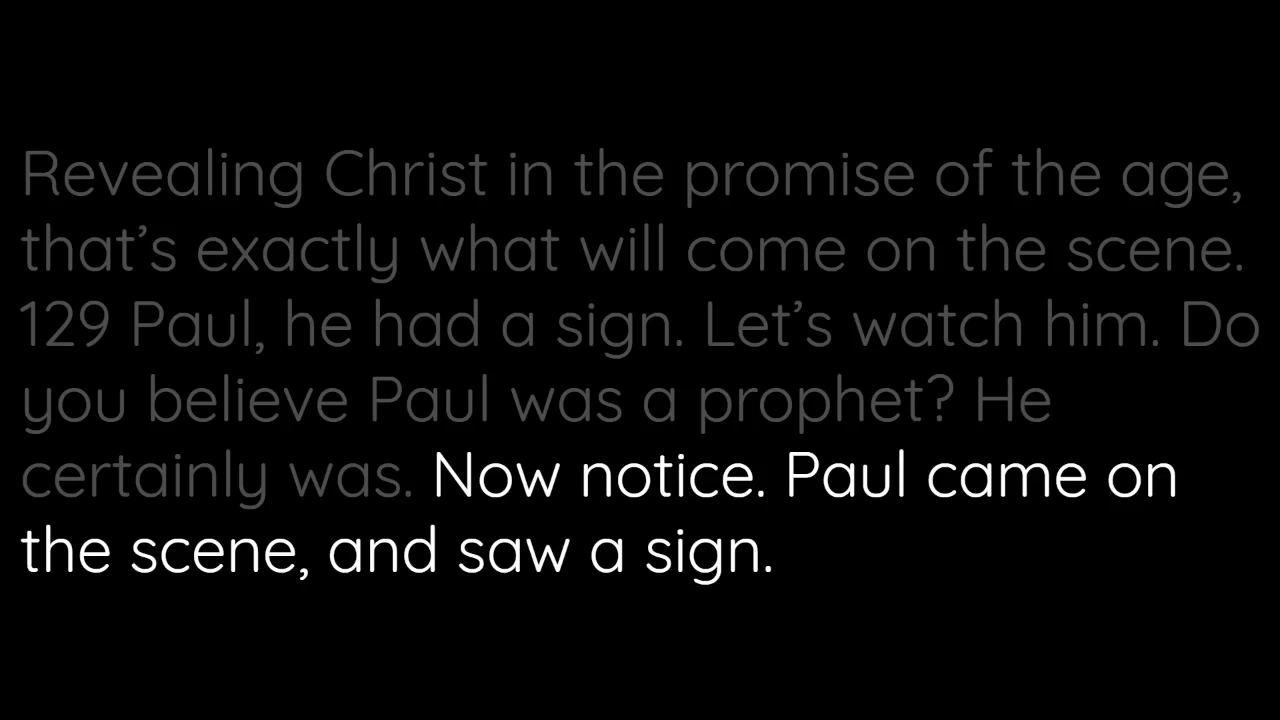 Revealing Christ in the promise of the age,
that’s exactly what will come on the scene.
129 Paul, he had a sign. Let’s watch him. Do
you believe Paul was a prophet? He
certainly was. Now notice. Paul came on
the scene, and saw a sign.